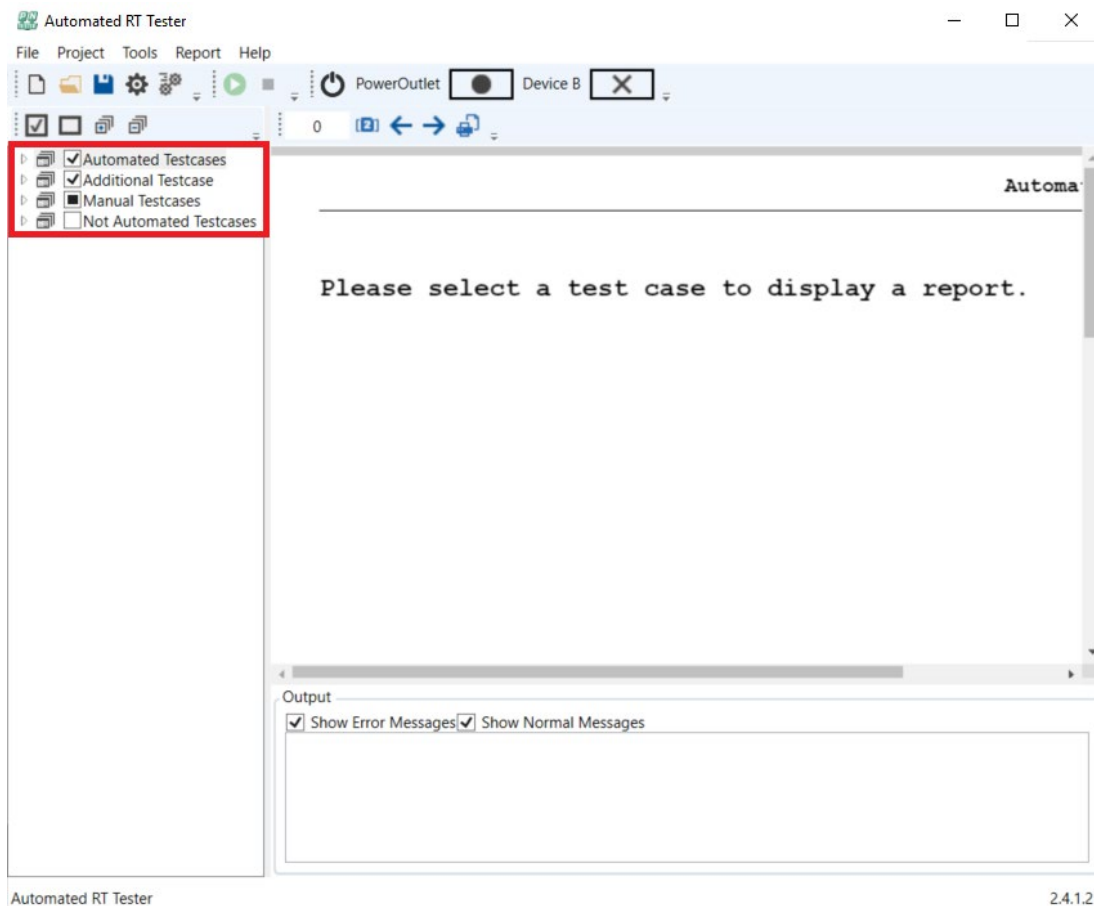 Automated RT Tester
File Project Tools Report Help
PowerOutlet Device B
0
Automated Testcases
Additional Testcase
Manual Testcases
Not Automated Testcases
Automa
Please select a test case to display a report.
Output
Show Error Messages Show Normal Messages
Automated RT Tester 2.4.1.2